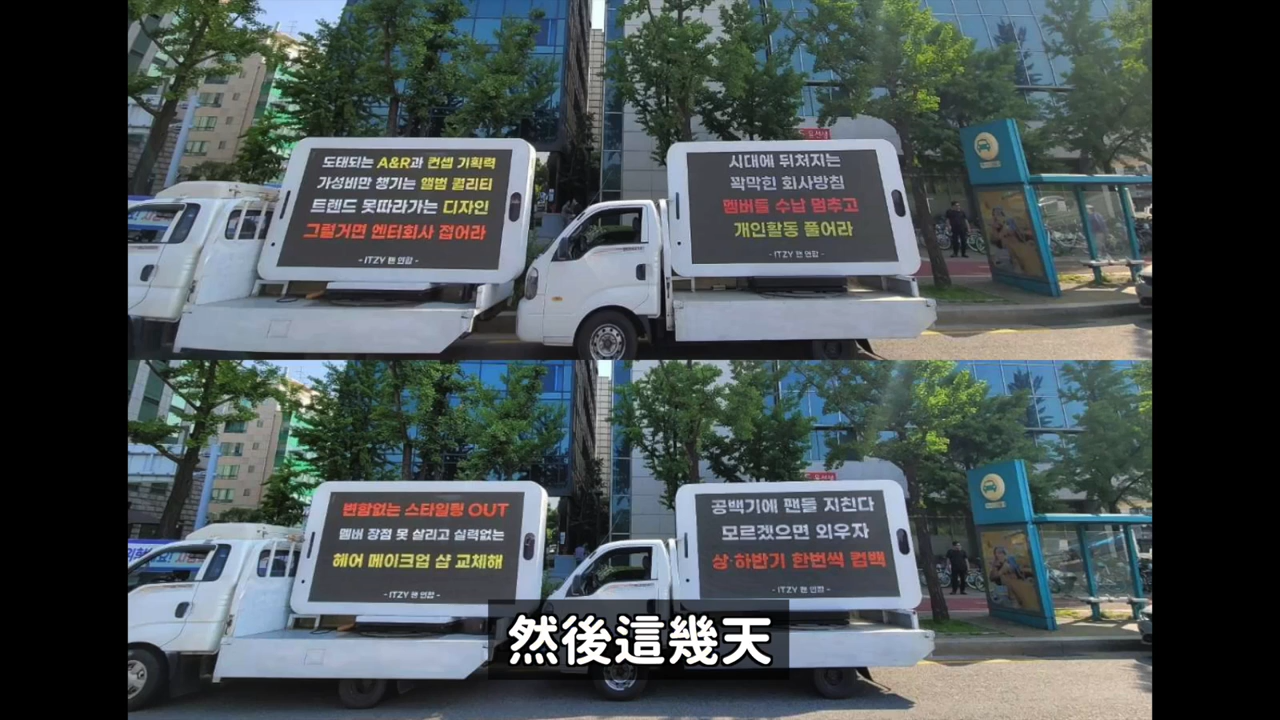 도태되는 A&R과 컨셉 기획력
가성비만 챙기는 앨범 퀄리티
트렌드 못따라가는 디자인
그럴거면 엔터회사 접어라
- ITZY 팬 연합 -
시대에 뒤처지는
꽉막힌 회사방침
멤버들 수납 멈추고
개인활동 풀어라
- ITZY 팬 연합 -
변함없는 스타일링 OUT
멤버 장점 못 살리고 실력없는
헤어 메이크업 샵 교체해
- ITZY 팬 연합 -
공백기에 팬들 지친다
모르겠으면 외우자
상·하반기 한번씩 컴백
- ITZY 팬 연합 -
然後這幾天